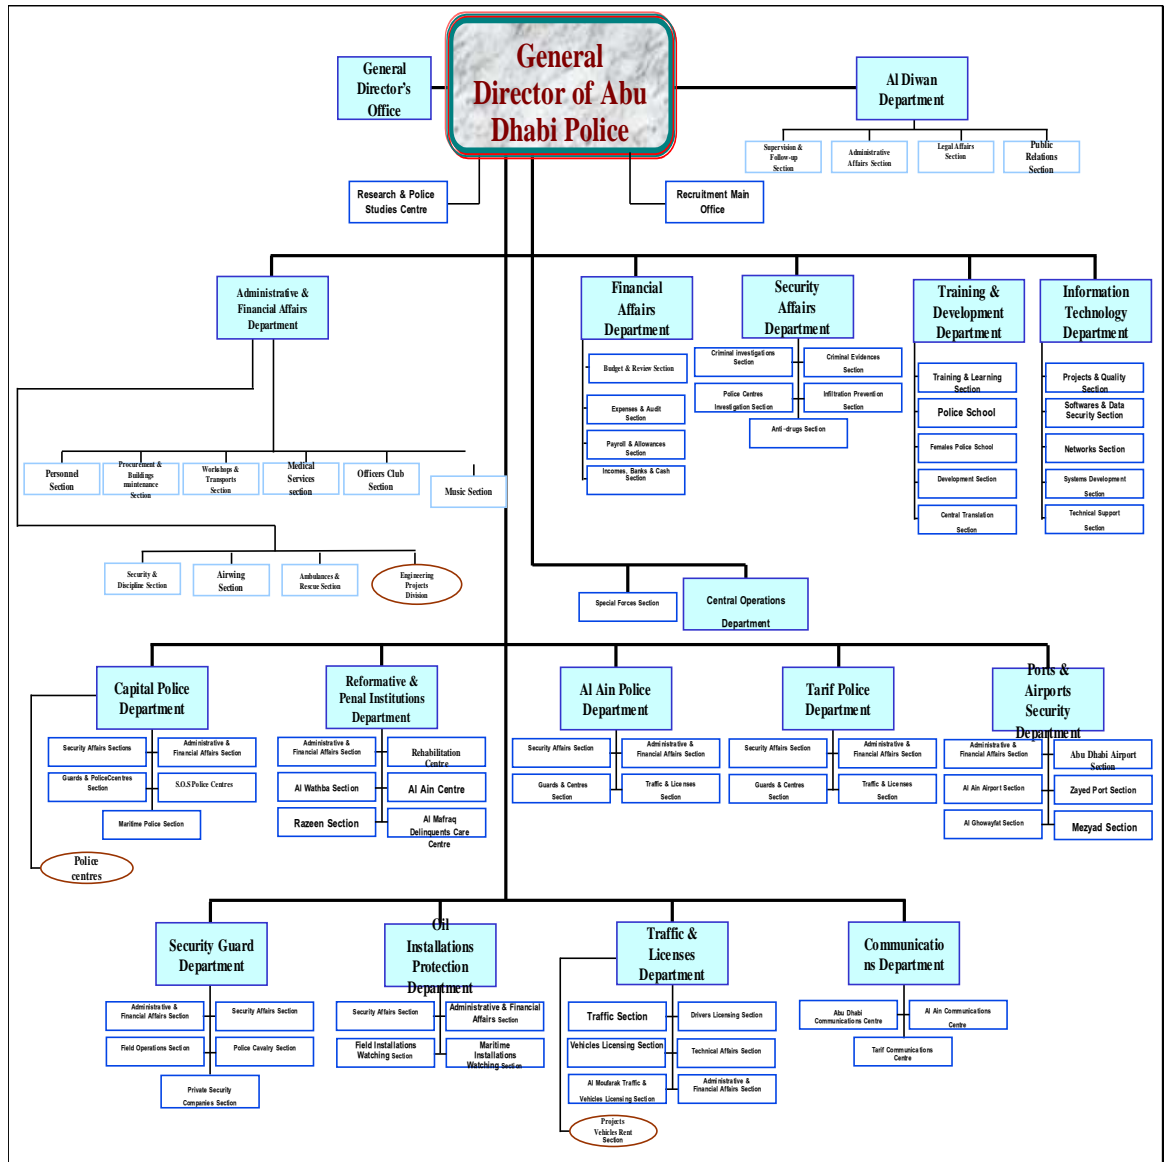 General
Director of Abu
Dhabi Police
General
Director's
Office
Al Diwan
Department
Supervision &
Follow-up
Section
Administrative
Affairs Section
Legal Affairs
Section
Public
Relations
Section
Research & Police
Studies Centre
Recruitment Main
Office
Administrative &
Financial Affairs
Department
Financial
Affairs
Department
Security
Affairs
Department
Training &
Development
Department
Information
Technology
Department
Budget & Review Section
Expenses & Audit
Section
Payroll & Allowances
Section
Incomes, Banks & Cash
Section
Criminal investigations
Section
Criminal Evidences
Section
Police Centres
Investigation Section
Infiltration Prevention
Section
Anti-drugs Section
Training & Learning
Section
Police School
Females Police School
Development Section
Central Translation
Section
Projects & Quality
Section
Softwares & Data
Security Section
Networks Section
Systems Development
Section
Technical Support
Section
Personnel
Section
Procurement &
Buildings
maintenance
Section
Workshops &
Transports
Section
Medical
Services
section
Officers Club
Section
Music Section
Security &
Discipline Section
Airwing
Section
Ambulances &
Rescue Section
Engineering
Projects
Division
Special Forces Section
Central Operations
Department
Capital Police
Department
Reformative &
Penal Institutions
Department
Al Ain Police
Department
Tarif Police
Department
Ports &
Airports
Security
Department
Security Affairs Sections
Administrative &
Financial Affairs Section
Guards & PoliceCcentres
Section
S.O.S Police Centres
Maritime Police Section
Police
centres
Administrative &
Financial Affairs Section
Rehabilitation
Centre
Al Wathba Section
Al Ain Centre
Razeen Section
Al Mafraq
Delinquents Care
Centre
Security Affairs Section
Administrative &
Financial Affairs Section
Guards & Centres
Section
Traffic & Licenses
Section
Security Affairs Section
Administrative &
Financial Affairs Section
Guards & Centres Section
Section
Traffic & Licenses
Section
Administrative &
Financial Affairs Section
Abu Dhabi Airport
Section
Al Ain Airport Section
Zayed Port Section
Al Ghowayfat Section
Mezyad Section
Security Guard
Department
Oil
Installations
Protection
Department
Traffic &
Licenses
Department
Communicatio
ns Department
Administrative &
Financial Affairs Section
Security Affairs Section
Field Operations Section
Police Cavalry Section
Private Security
Companies Section
Security Affairs Section
Administrative & Financial
Affairs Section
Field Installations
Watching Section
Maritime
Installations
Watching Section
Traffic Section
Drivers Licensing Section
Vehicles Licensing Section
Technical Affairs Section
Al Moufarak Traffic &
Vehicles Licensing Section
Administrative &
Financial Affairs Section
Projects
Vehicles Rent
Section
Abu Dhabi
Communications Centre
Al Ain Communications
Centre
Tarif Communications
Centre